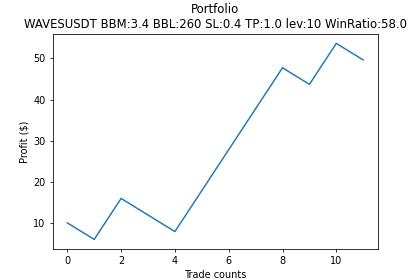 Portfolio
WAVESUSDT BBM:3.4 BBL:260 SL:0.4 TP:1.0 lev:10 WinRatio:58.0
50
40
30
20
10
Profit ($)
0
2
4
6
8
10
Trade counts